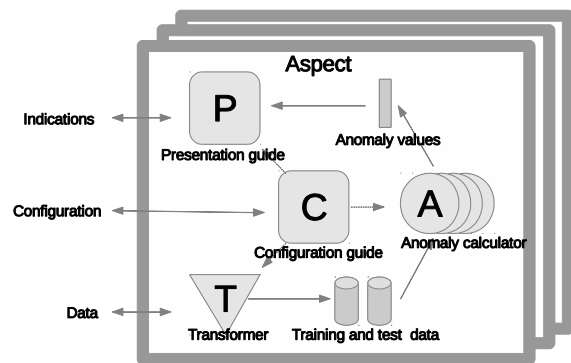 Aspect
P
Indications
Anomaly values
Presentation guide
C
A
Configuration
Anomaly calculator
Configuration guide
T
Data
Transformer
Training and test data